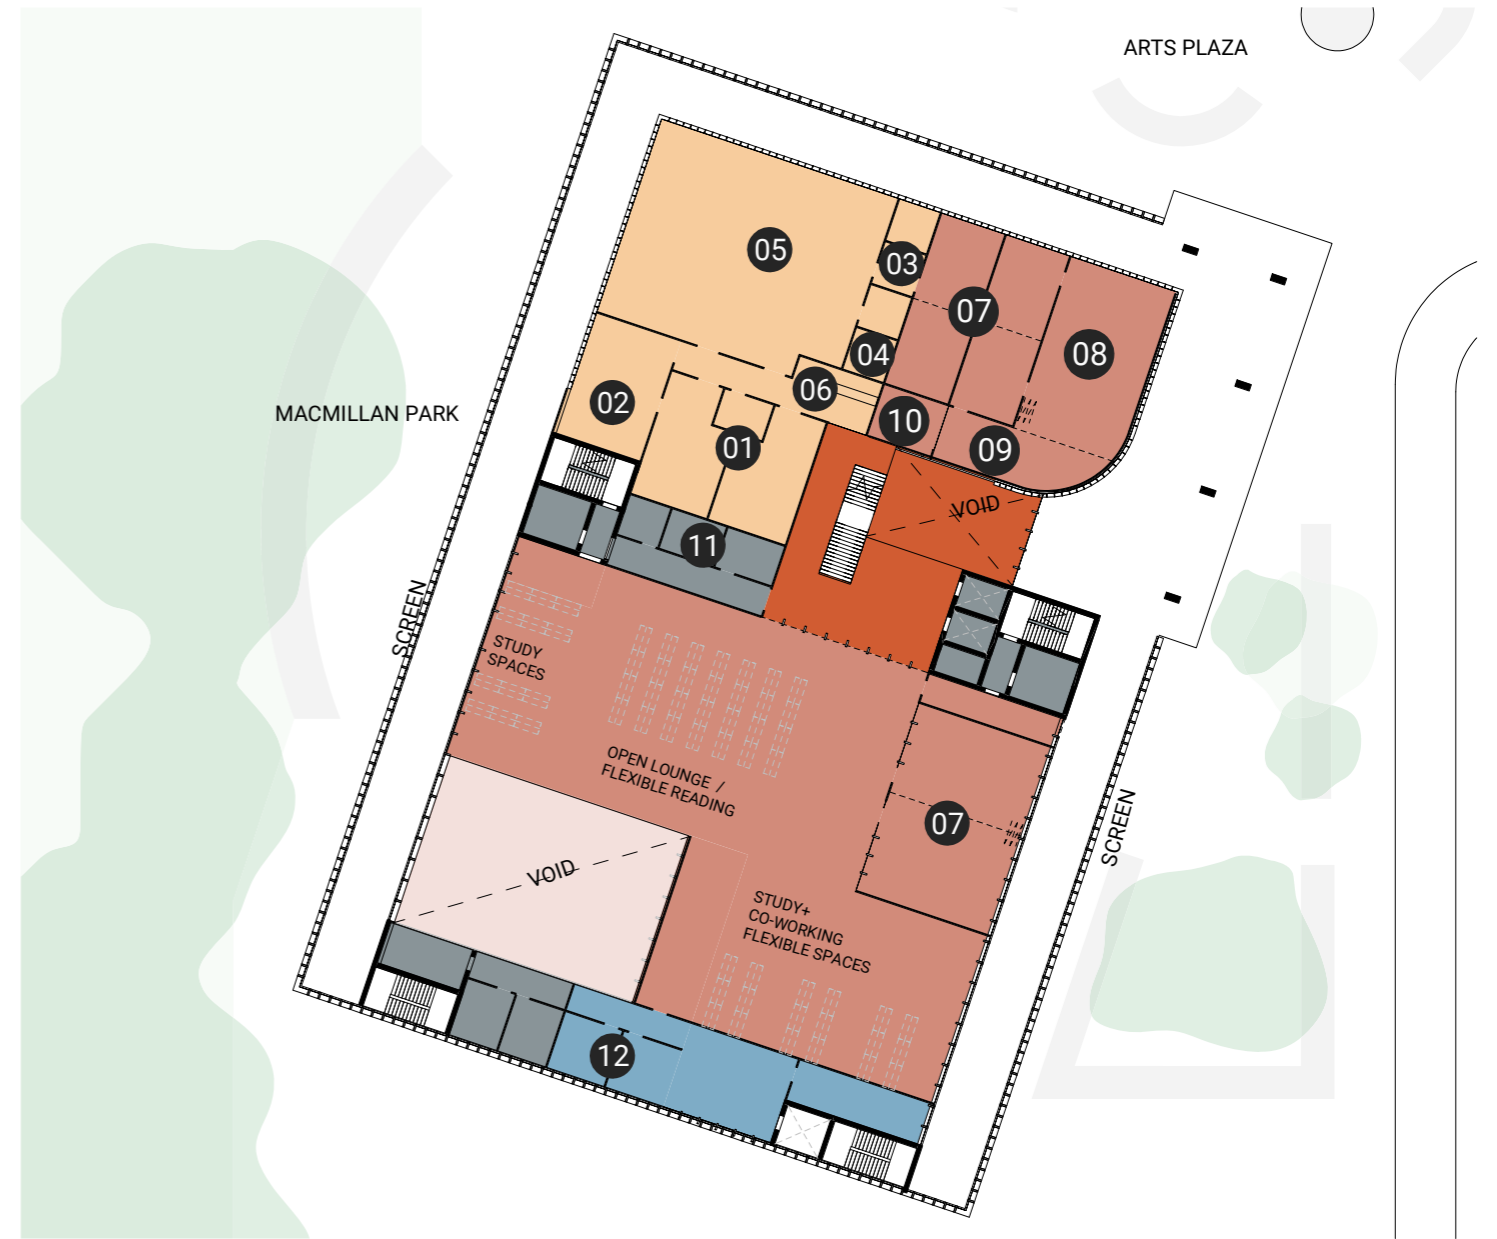 ARTS PLAZA
05
03
07
04
08
06
02
MACMILLAN PARK
10
01
09
VOID
11
SCREEN
STUDY
SPACES
OPEN LOUNGE /
FLEXIBLE READING
07
SCREEN
VOID
STUDY+
CO-WORKING
FLEXIBLE SPACES
12